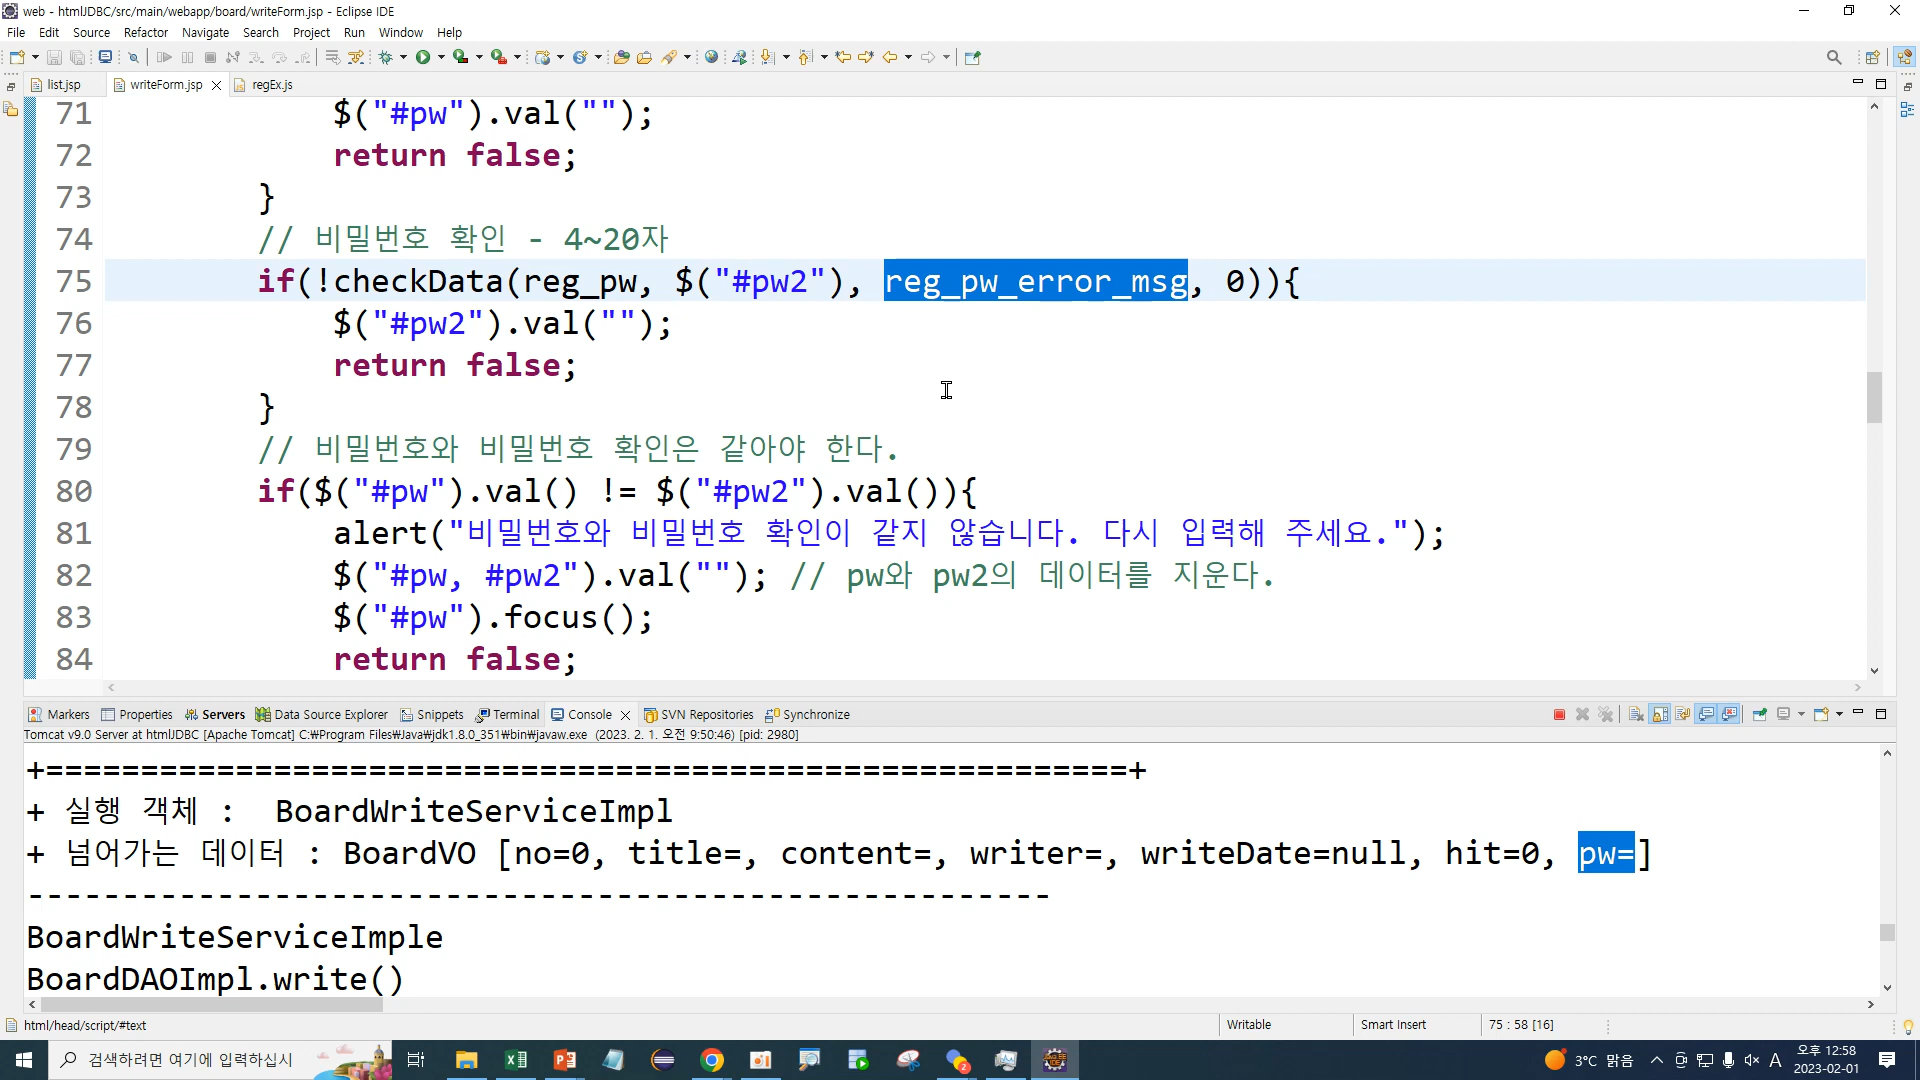 web - htmlJDBC/src/main/webapp/board/writeForm.jsp - Eclipse IDE
File Edit Source Refactor Navigate Search Project Run Window Help
list.jsp writeForm.jsp regEx.js
71 $("#pw").val("");
72 return false;
73 }
74 // 비밀번호 확인 - 4~20자
75 if(!checkData(reg_pw, $("#pw2"), reg_pw_error_msg, 0)){
76 $("#pw2").val("");
77 return false;
78 }
79 // 비밀번호와 비밀번호 확인은 같아야 한다.
80 if($("#pw").val() != $("#pw2").val()){
81 alert("비밀번호와 비밀번호 확인이 같지 않습니다. 다시 입력해 주세요.");
82 $("#pw, #pw2").val(""); // pw와 pw2의 데이터를 지운다.
83 $("#pw").focus();
84 return false;
Markers Properties Servers Data Source Explorer Snippets Terminal Console SVN Repositories Synchronize
Tomcat v9.0 Server at htmlJDBC [Apache Tomcat] C:₩Program Files₩Java₩jdk1.8.0_351₩bin₩javaw.exe (2023. 2. 1. 오전 9:50:46) [pid: 2980]
+=========================================================+
+ 실행 객체 : BoardWriteServiceImpl
+ 넘어가는 데이터 : BoardVO [no=0, title=, content=, writer=, writeDate=null, hit=0, pw=]
------------------------------------------------------
BoardWriteServiceImple
BoardDAOImpl.write()
html/head/script/#text Writable Smart Insert 75 : 58 [16]
검색하려면 여기에 입력하십시 3°C 맑음 A 오후 12:58
2023-02-01